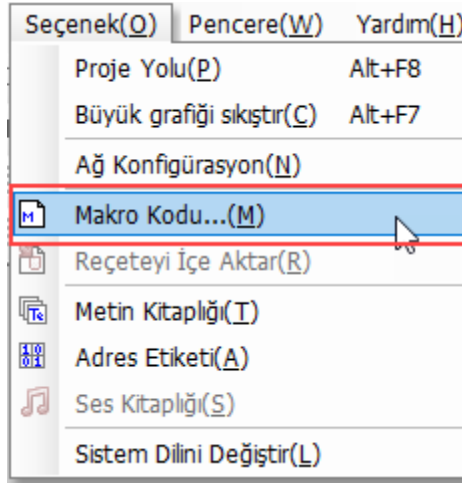 Seçenek(O) Pencere(W) Yardım(H)
Proje Yolu(P) Alt+F8
Büyük grafiği sıkıştır(C) Alt+F7
Ağ Konfigürasyon(N)
M Makro Kodu...(M)
Reçeteyi İçe Aktar(R)
Te Metin Kitaplığı(T)
Adres Etiketi(A)
Ses Kitaplığı(S)
Sistem Dilini Değiştir(L)